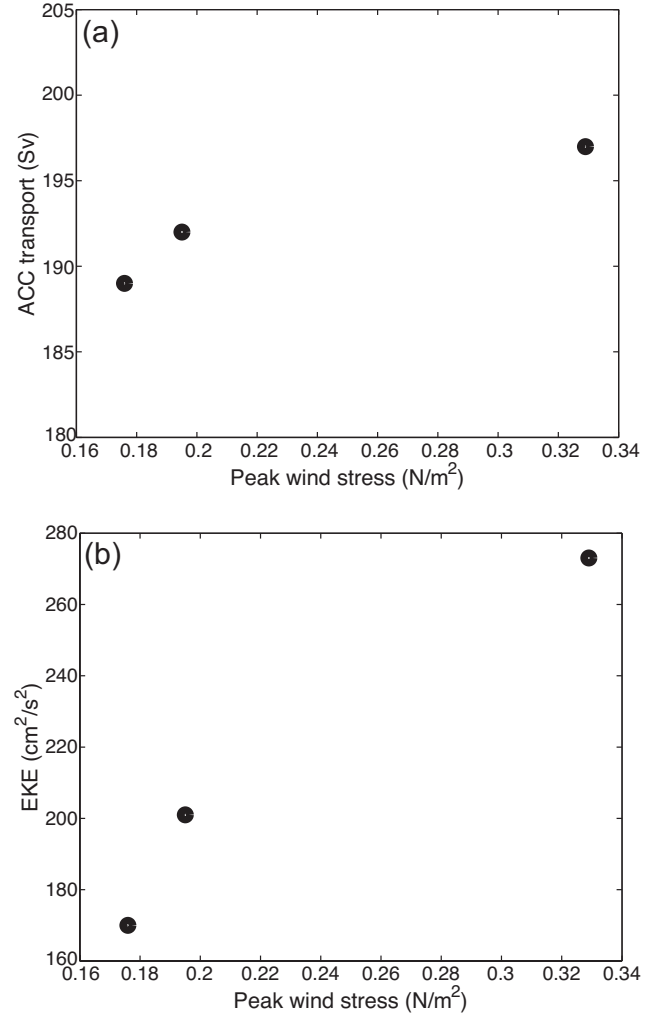 (a)
205
200
195
190
185
180
ACC transport (Sv)
0.16 0.18 0.2 0.22 0.24 0.26 0.28 0.3 0.32 0.34
Peak wind stress (N/m²)
(b)
280
260
240
220
200
180
160
EKE (cm²/s²)
0.16 0.18 0.2 0.22 0.24 0.26 0.28 0.3 0.32 0.34
Peak wind stress (N/m²)